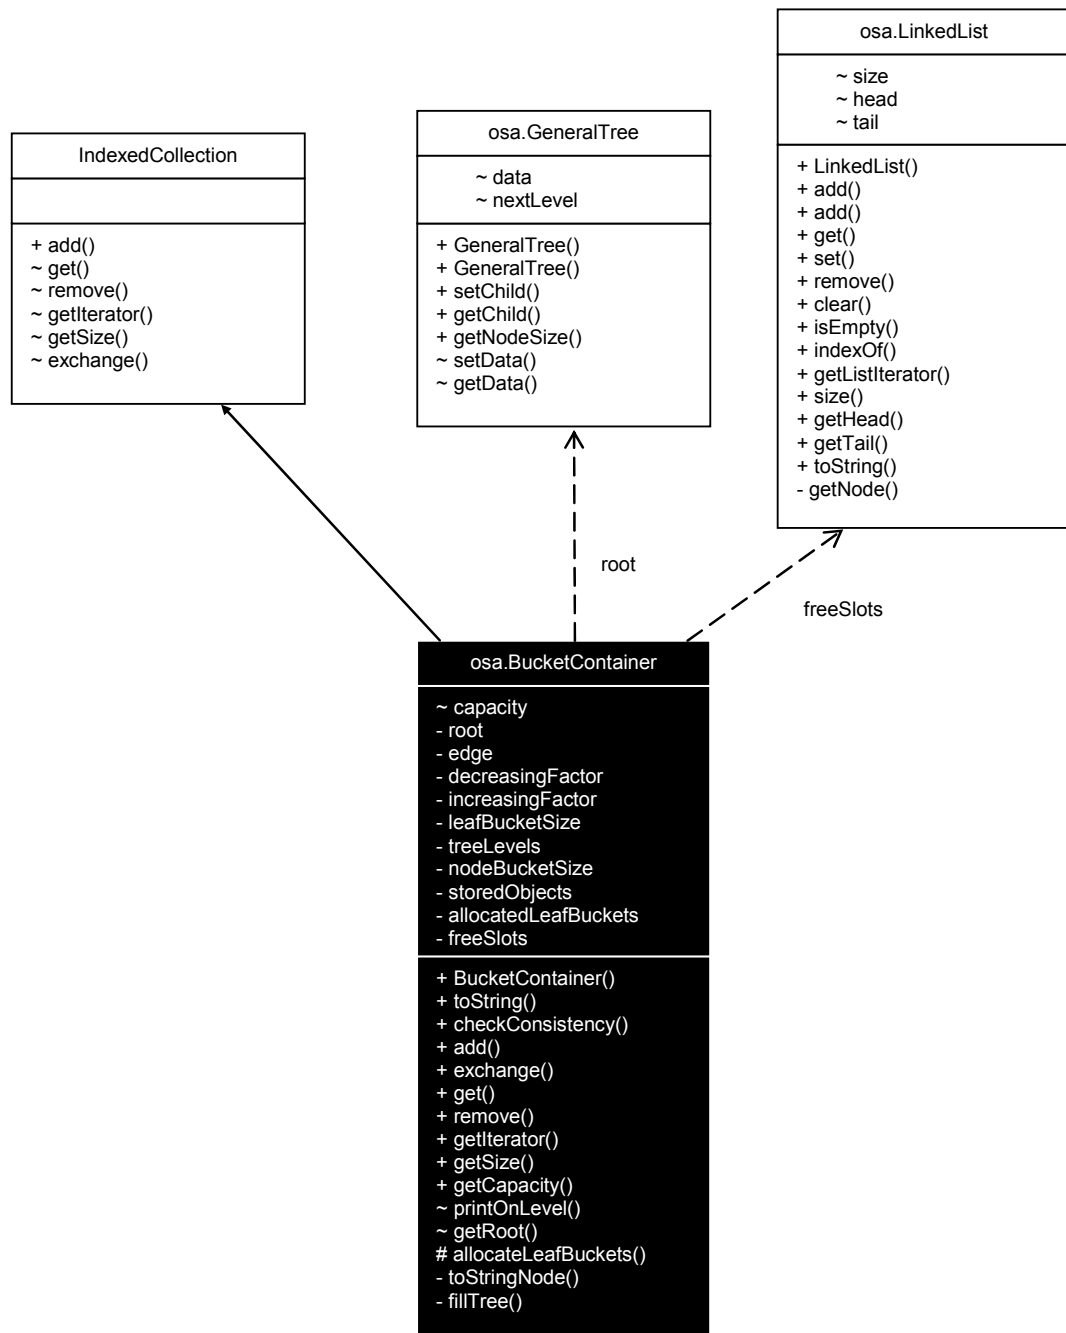 IndexedCollection
+ add()
~ get()
~ remove()
~ getIterator()
~ getSize()
~ exchange()
osa.GeneralTree
~ data
~ nextLevel
+ GeneralTree()
+ GeneralTree()
+ setChild()
+ getChild()
+ getNodeSize()
~ setData()
~ getData()
osa.LinkedList
~ size
~ head
~ tail
+ LinkedList()
+ add()
+ add()
+ get()
+ set()
+ remove()
+ clear()
+ isEmpty()
+ indexOf()
+ getListIterator()
+ size()
+ getHead()
+ getTail()
+ toString()
- getNode()
root
freeSlots
osa.BucketContainer
~ capacity
- root
- edge
- decreasingFactor
- increasingFactor
- leafBucketSize
- treeLevels
- nodeBucketSize
- storedObjects
- allocatedLeafBuckets
- freeSlots
+ BucketContainer()
+ toString()
+ checkConsistency()
+ add()
+ exchange()
+ get()
+ remove()
+ getIterator()
+ getSize()
+ getCapacity()
~ printOnLevel()
~ getRoot()
# allocateLeafBuckets()
- toStringNode()
- fillTree()